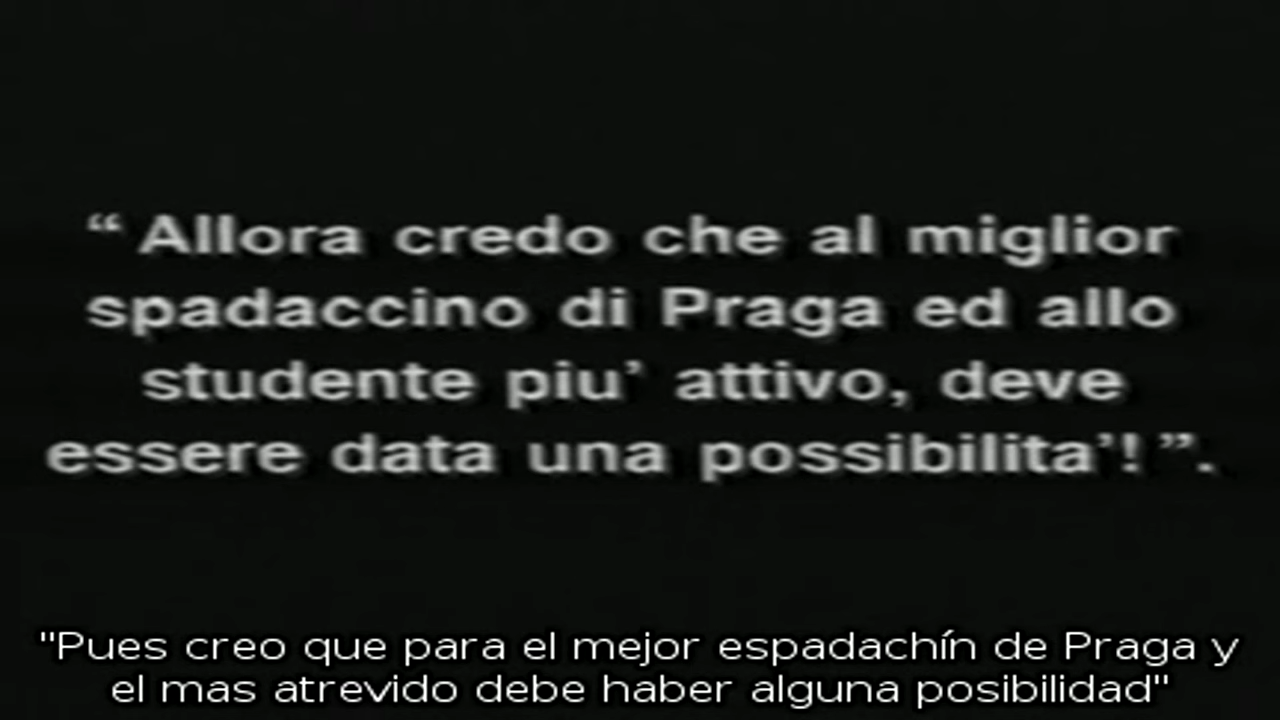 “ Allora credo che al miglior
spadaccino di Praga ed allo
studente piu’ attivo, deve
essere data una possibilita’! ”.
"Pues creo que para el mejor espadachín de Praga y
el mas atrevido debe haber alguna posibilidad"